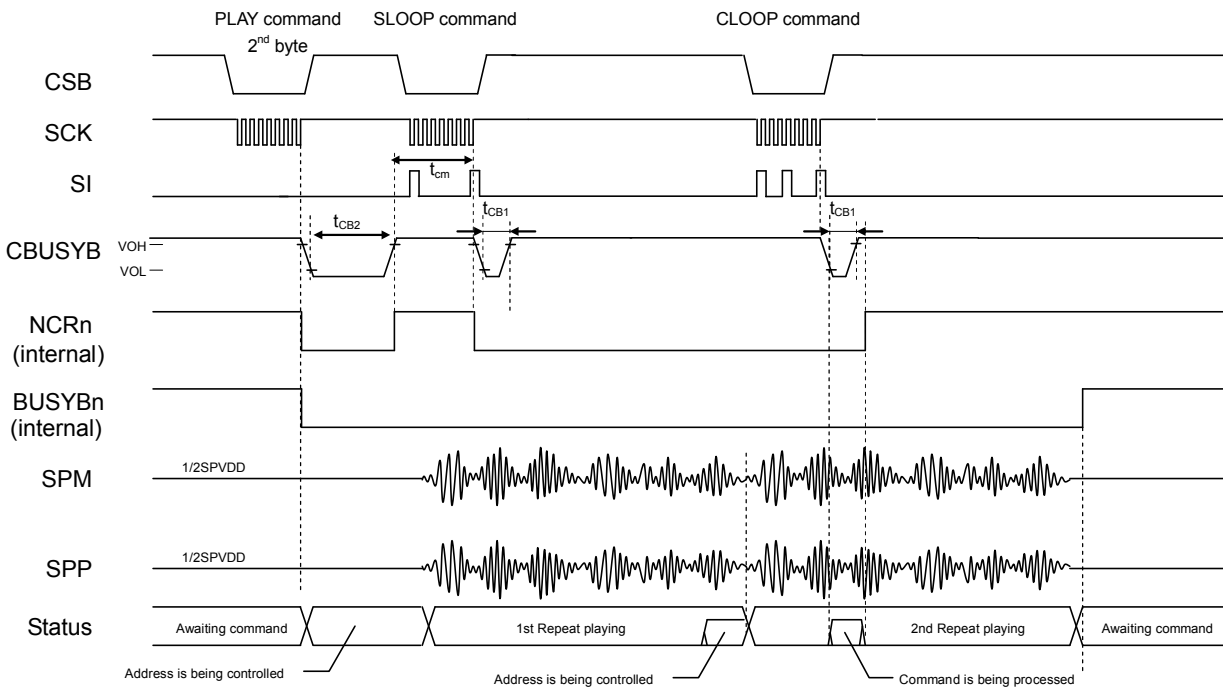 PLAY command SLOOP command CLOOP command
2nd byte
CSB
SCK
tcm
SI
tCB2 tCB1 tCB1
CBUSYB VOH
VOL
NCRn
(internal)
BUSYBn
(internal)
1/2SPVDD
SPM
1/2SPVDD
SPP
Status Awaiting command 1st Repeat playing 2nd Repeat playing Awaiting command
Address is being controlled Address is being controlled Command is being processed